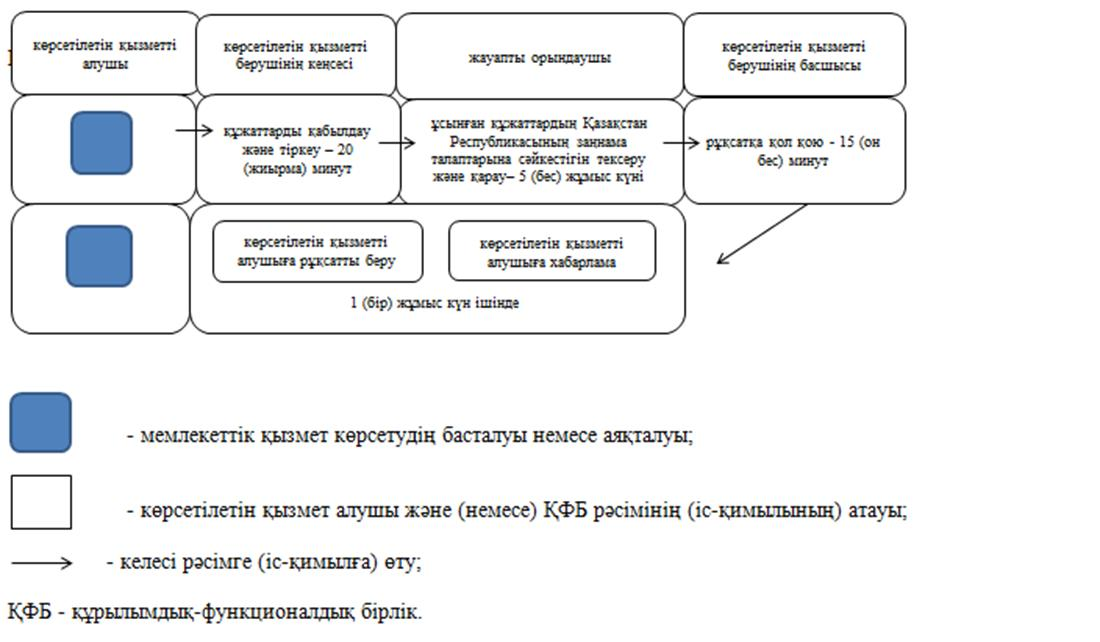 көрсетілетін қызметті
алушы
көрсетілетін қызметті
берушінің кеңсесі
жауапты орындаушы
көрсетілетін қызметті
берушінің басшысы
құжаттарды қабылдау
және тіркеу – 20
(жиырма) минут
ұсынған құжаттардың Қазақстан
Республикасының заңнама
талаптарына сәйкестігін тексеру
және қарау– 5 (бес) жұмыс күні
рұқсатқа қол қою - 15 (он
бес) минут
көрсетілетін қызметті
алушыға рұқсатты беру
көрсетілетін қызметті
алушыға хабарлама
1 (бір) жұмыс күн ішінде
- мемлекеттік қызмет көрсетудің басталуы немесе аяқталуы;
- көрсетілетін қызмет алушы және (немесе) ҚФБ рәсімінің (іс-қимылының) атауы;
- келесі рәсімге (іс-қимылға) өту;
ҚФБ - құрылымдық-функционалдық бірлік.